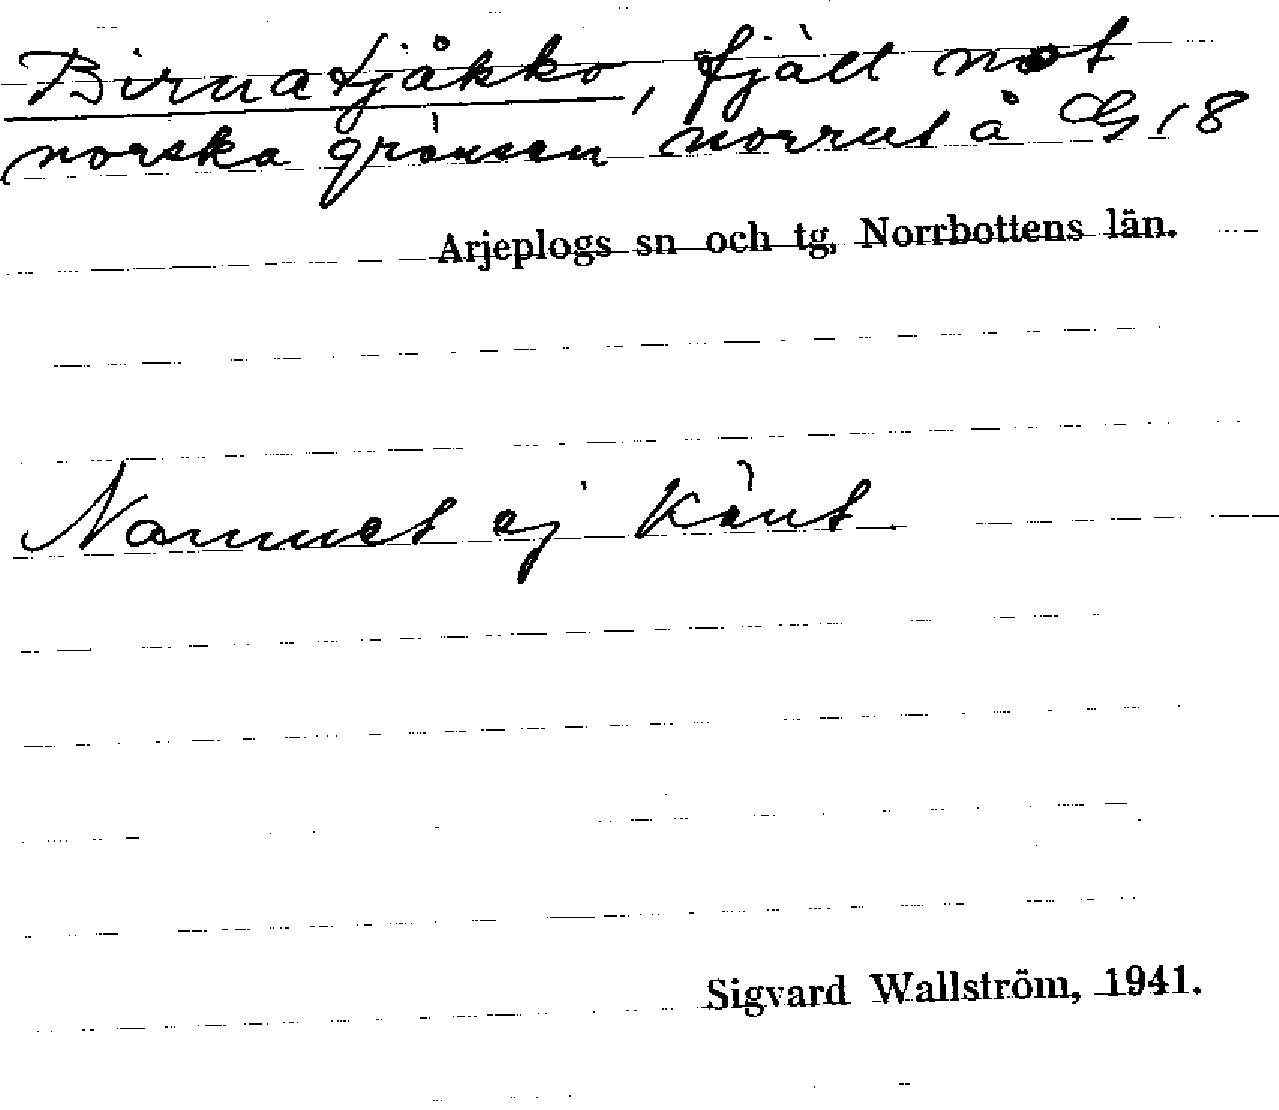 Birnatjåkko, fjäll mot
norska gränsen norrut å G 18
Arjeplogs sn och tg, Norrbottens län.
Namnet ej känt
Sigvard Wallström, 1941.